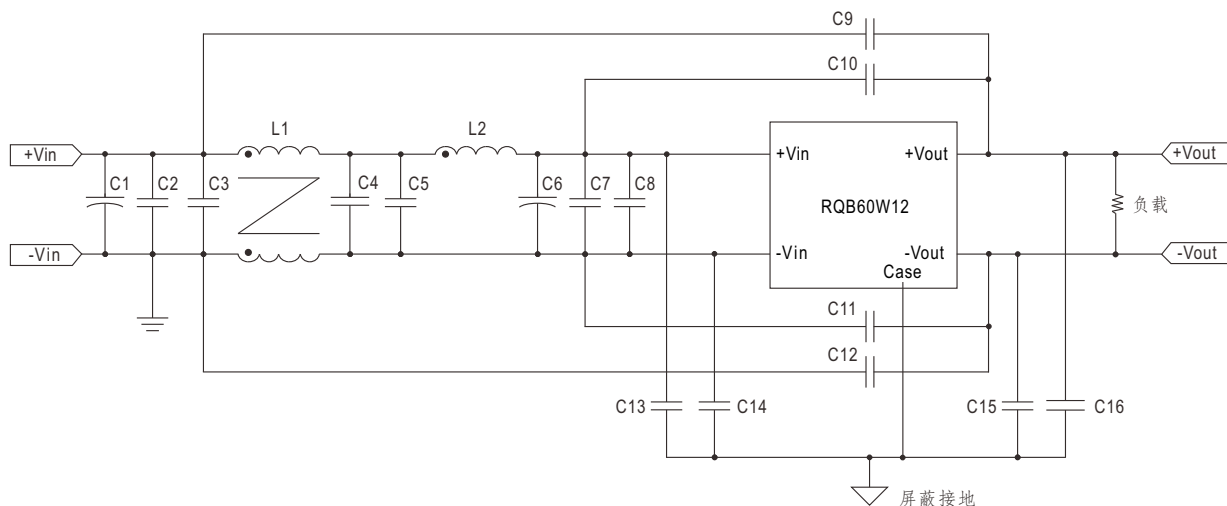 C9
C10
L1
L2
+Vin
C1
C2
C3
C4
C5
C6
C7
C8
+Vin
+Vout
RQB60W12
-Vin
-Vout
Case
+Vout
负载
-Vin
-Vout
C11
C12
C13
C14
C15
C16
屏蔽接地